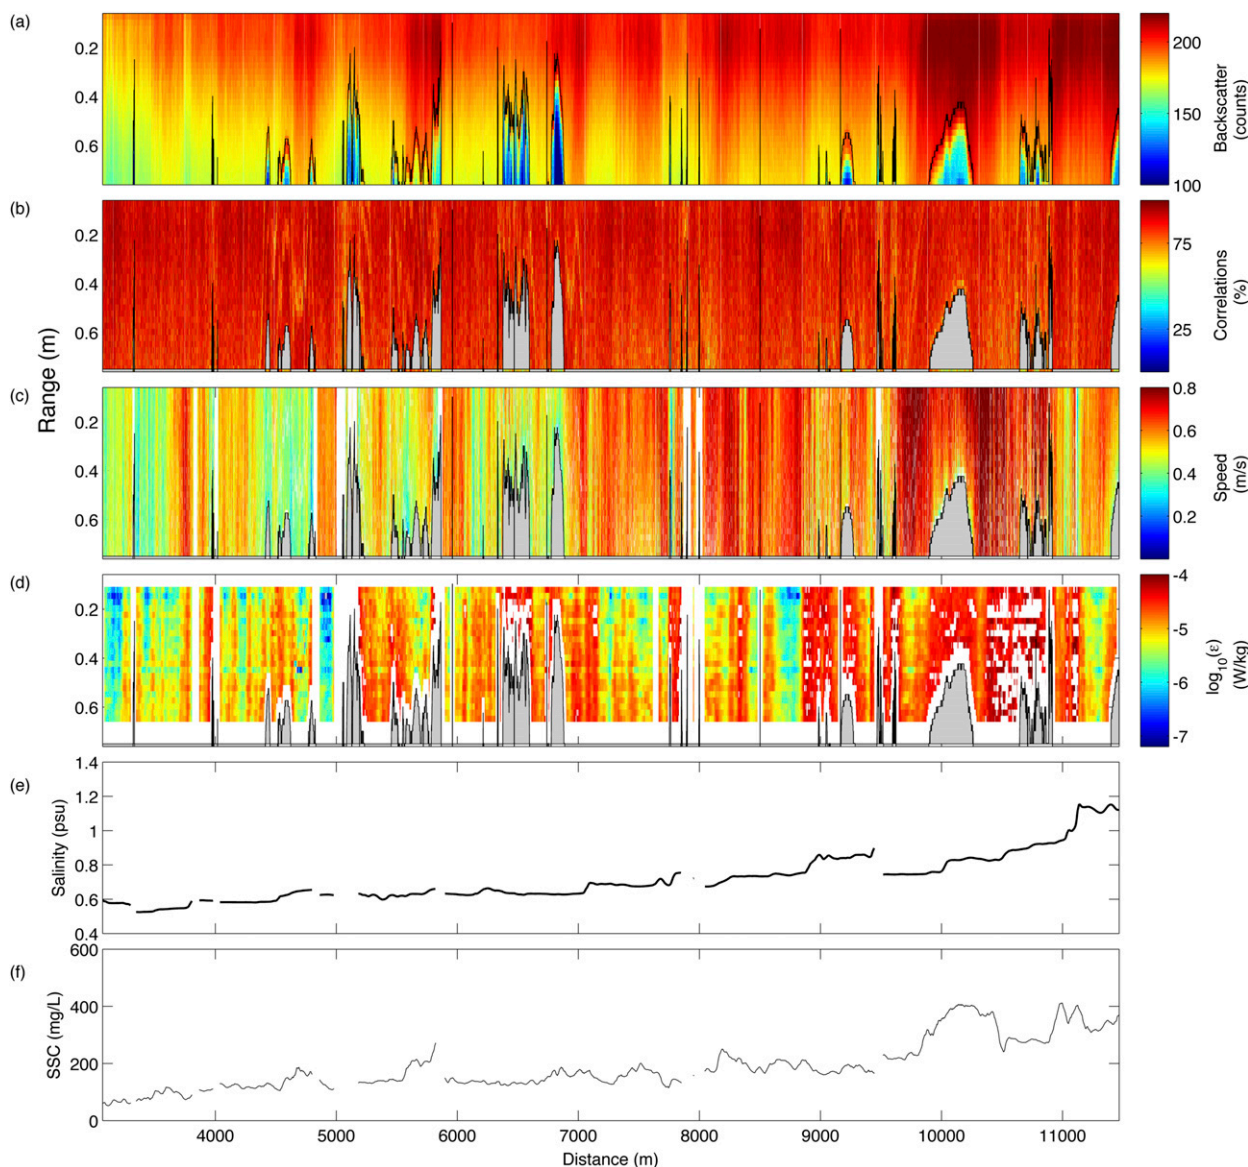 (a)
0.2
0.4
0.6
200
150
100
Backscatter
(counts)
(b)
0.2
0.4
0.6
75
25
Correlations
(%)
Range (m)
(c)
0.2
0.4
0.6
0.8
0.6
0.4
0.2
Speed
(m/s)
(d)
0.2
0.4
0.6
-4
-5
-6
-7
log10(ε)
(W/kg)
(e)
1.4
1.2
1
0.8
0.6
0.4
Salinity (psu)
(f)
600
400
200
0
SSC (mg/L)
4000 5000 6000 7000 8000 9000 10000 11000
Distance (m)